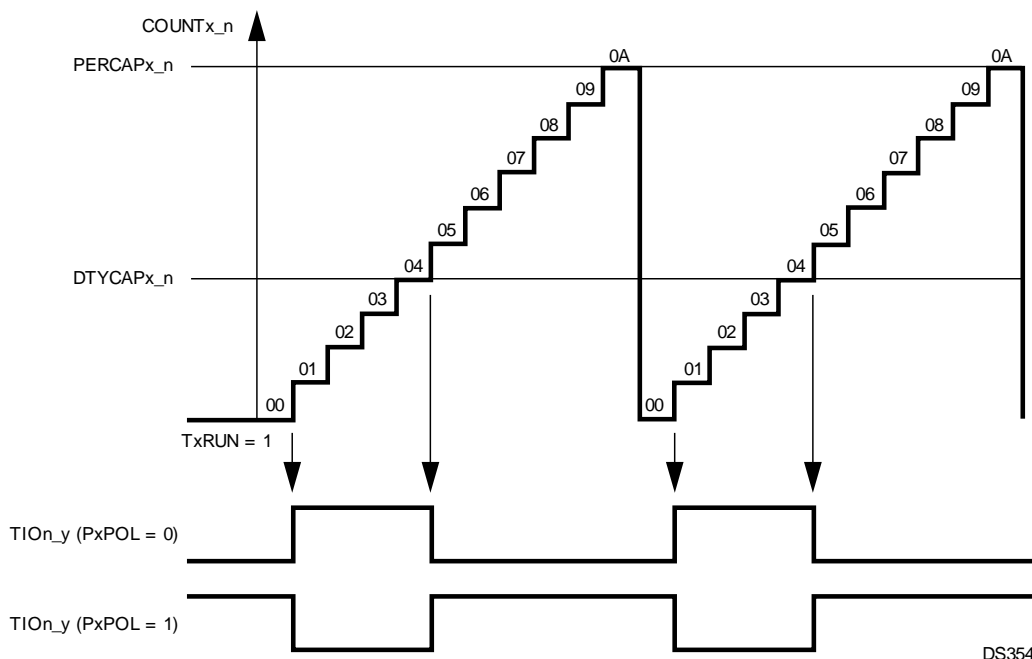 COUNTx_n
PERCAPx_n
0A
0A
09
09
08
08
07
07
06
06
05
05
DTYCAPx_n
04
04
03
03
02
02
01
01
00
00
TxRUN = 1
TIOn_y (PxPOL = 0)
TIOn_y (PxPOL = 1)
DS354